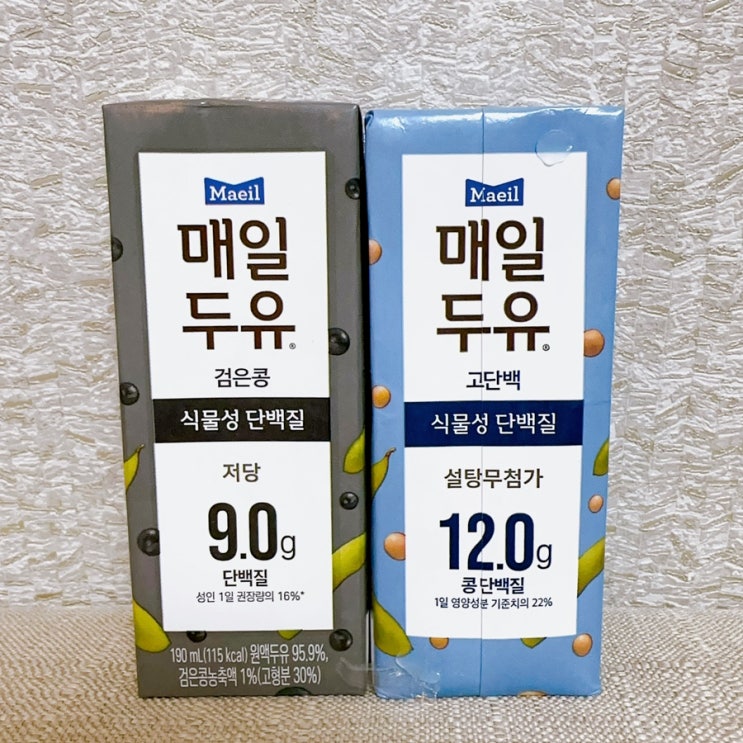 Maeil
매일
두유®
검은콩
식물성 단백질
저당
9.0g
단백질
성인 1일 권장량의 16%*
190 mL(115 kcal) 원액두유 95.9%,
검은콩농축액 1%(고형분 30%)
Maeil
매일
두유®
고단백
식물성 단백질
설탕무첨가
12.0g
콩단백질
1일 영양성분 기준치의 22%